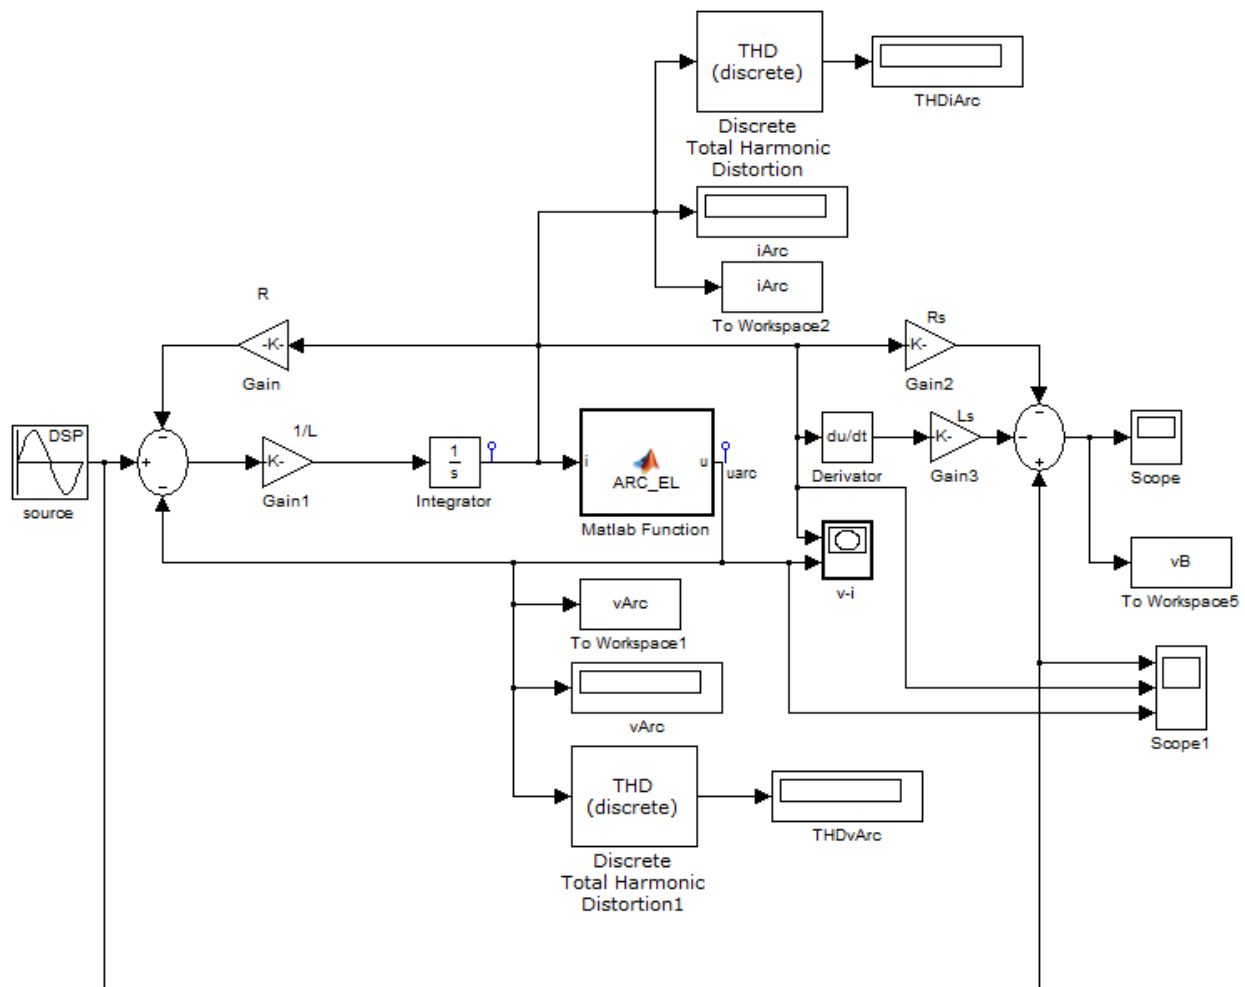 THD
(discrete)
THDiArc
Discrete
Total Harmonic
Distortion
iArc
iArc
To Workspace2
R
-K-
Gain
Rs
K-
Gain2
DSP
source
−
+
−
1/L
K-
Gain1
1
s
Integrator
i
ARC_EL
u
Matlab Function
uarc
du/dt
Derivator
Ls
K-
Gain3
−
−
+
Scope
v-i
vB
To Workspace5
vArc
To Workspace1
vArc
Scope1
THD
(discrete)
THDvArc
Discrete
Total Harmonic
Distortion1